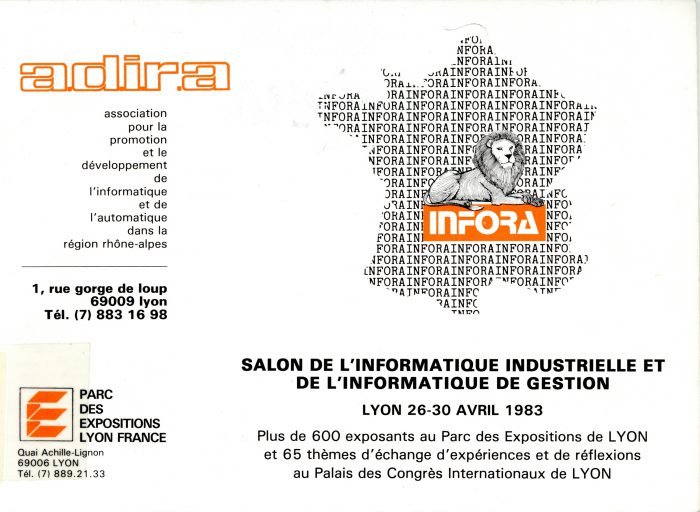 a.d.i.r.a
association
pour la
promotion
et le
développement
de
l'informatique
et de
l'automatique
dans la
région rhône-alpes
1, rue gorge de loup
69009 lyon
Tél. (7) 883 16 98
PARC
DES
EXPOSITIONS
LYON FRANCE
Quai Achille-Lignon
69006 LYON
Tél. (7) 889.21.33
INFORA
SALON DE L'INFORMATIQUE INDUSTRIELLE ET
DE L'INFORMATIQUE DE GESTION
LYON 26-30 AVRIL 1983
Plus de 600 exposants au Parc des Expositions de LYON
et 65 thèmes d'échange d'expériences et de réflexions
au Palais des Congrès Internationaux de LYON